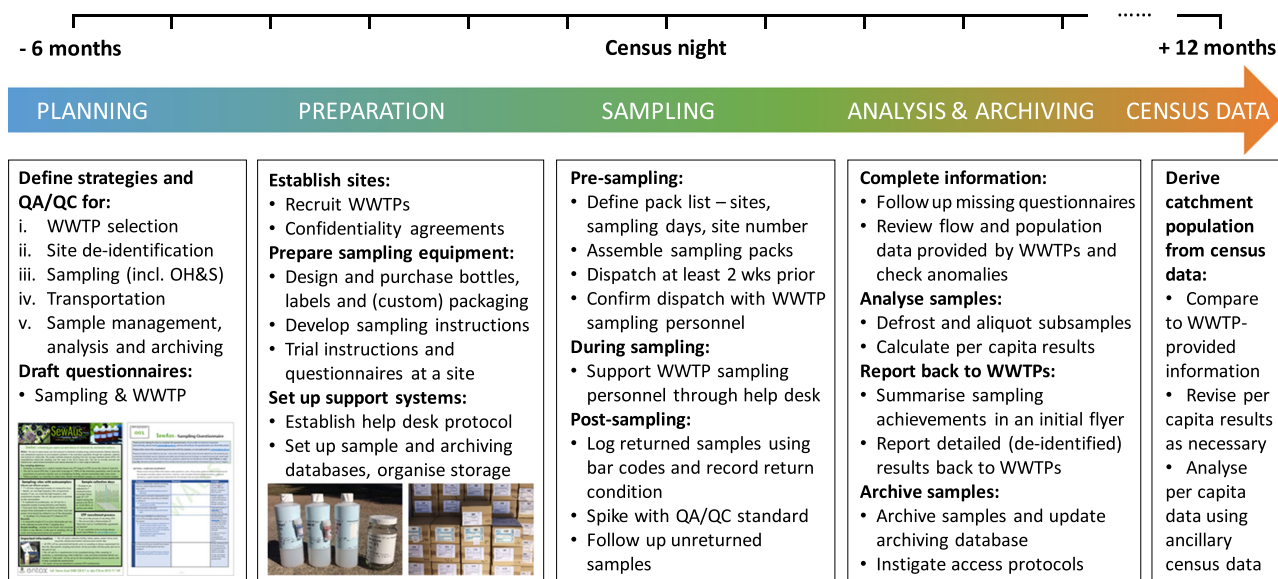 ......
- 6 months
Census night
+ 12 months
PLANNING
PREPARATION
SAMPLING
ANALYSIS & ARCHIVING
CENSUS DATA
Define strategies and
QA/QC for:
i. WWTP selection
ii. Site de-identification
iii. Sampling (incl. OH&S)
iv. Transportation
v. Sample management,
analysis and archiving
Draft questionnaires:
• Sampling & WWTP
SewAus
001
SewAus - Sampling Questionnaire
Important information
entox
Establish sites:
• Recruit WWTPs
• Confidentiality agreements
Prepare sampling equipment:
• Design and purchase bottles,
labels and (custom) packaging
• Develop sampling instructions
• Trial instructions and
questionnaires at a site
Set up support systems:
• Establish help desk protocol
• Set up sample and archiving
databases, organise storage
Pre-sampling:
• Define pack list – sites,
sampling days, site number
• Assemble sampling packs
• Dispatch at least 2 wks prior
• Confirm dispatch with WWTP
sampling personnel
During sampling:
• Support WWTP sampling
personnel through help desk
Post-sampling:
• Log returned samples using
bar codes and record return
condition
• Spike with QA/QC standard
• Follow up unreturned
samples
Complete information:
• Follow up missing questionnaires
• Review flow and population
data provided by WWTPs and
check anomalies
Analyse samples:
• Defrost and aliquot subsamples
• Calculate per capita results
Report back to WWTPs:
• Summarise sampling
achievements in an initial flyer
• Report detailed (de-identified)
results back to WWTPs
Archive samples:
• Archive samples and update
archiving database
• Instigate access protocols
Derive
catchment
population
from census
data:
• Compare
to WWTP-
provided
information
• Revise per
capita results
as necessary
• Analyse
per capita
data using
ancillary
census data